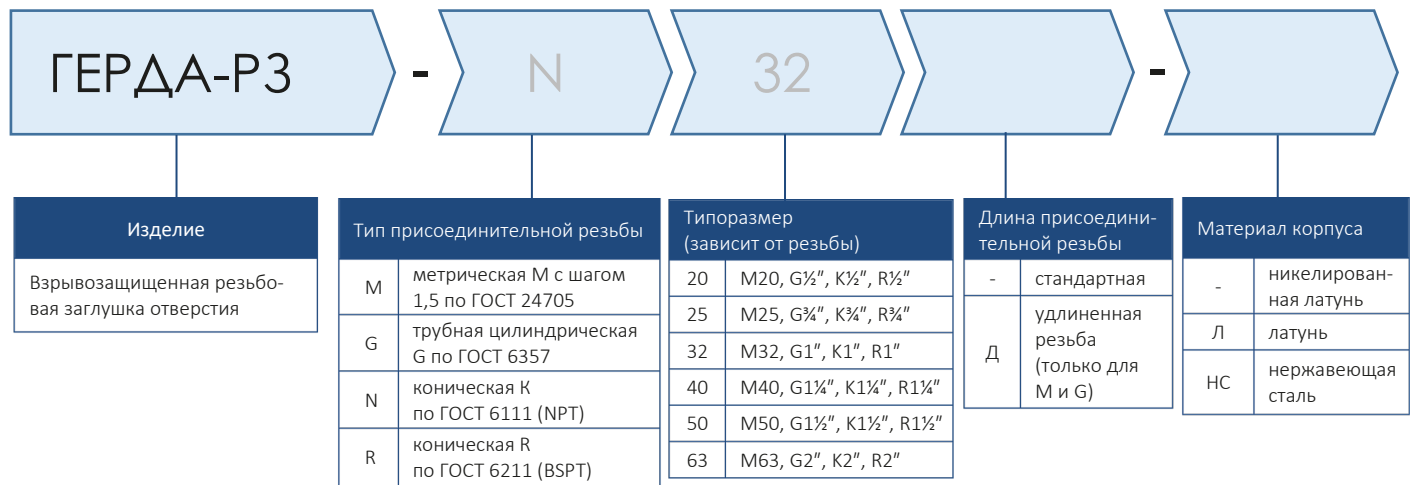 ГЕРДА-РЗ - N 32 -
Изделие
Взрывозащищенная резьбо-
вая заглушка отверстия
Тип присоединительной резьбы
M метрическая М с шагом
1,5 по ГОСТ 24705
G трубная цилиндрическая
G по ГОСТ 6357
N коническая К
по ГОСТ 6111 (NPT)
R коническая R
по ГОСТ 6211 (BSPT)
Типоразмер
(зависит от резьбы)
20 M20, G½", K½", R½"
25 M25, G¾", K¾", R¾"
32 M32, G1", K1", R1"
40 M40, G1¼", K1¼", R1¼"
50 M50, G1½", K1½", R1½"
63 M63, G2", K2", R2"
Длина присоедини-
тельной резьбы
- стандартная
Д удлиненная
резьба
(только для
M и G)
Материал корпуса
- никелирован-
ная латунь
Л латунь
НС нержавеющая
сталь